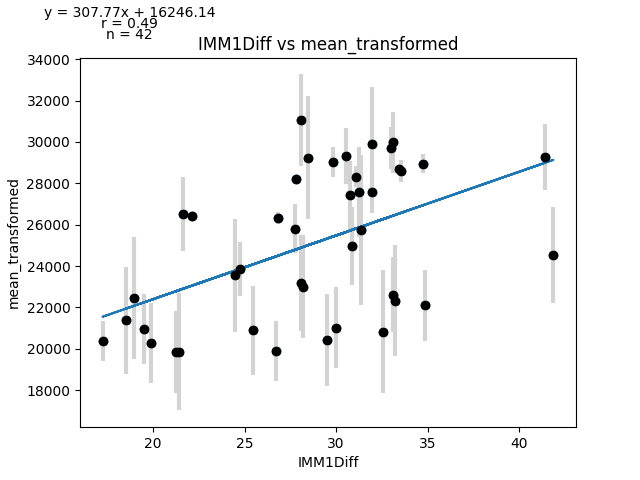 y = 307.77x + 16246.14
r = 0.49
n = 42
IMM1Diff vs mean_transformed
34000
32000
30000
28000
26000
24000
22000
20000
18000
mean_transformed
20
25
30
35
40
IMM1Diff